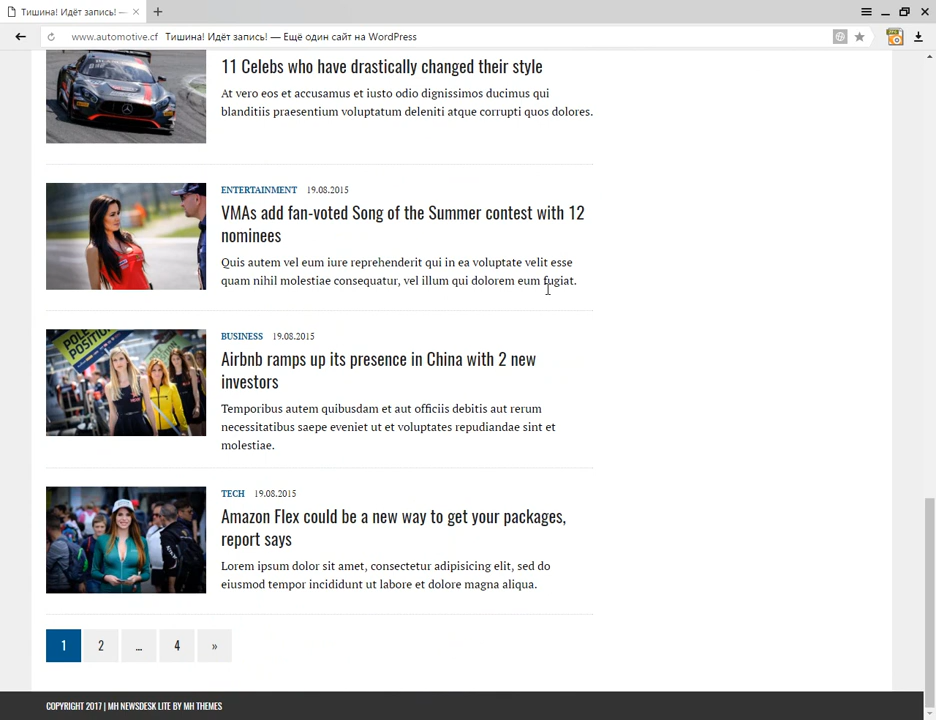 Тишина! Идёт запись! —
www.automotive.cf Тишина! Идёт запись! — Ещё один сайт на WordPress
11 Celebs who have drastically changed their style
At vero eos et accusamus et iusto odio dignissimos ducimus qui
blanditiis praesentium voluptatum deleniti atque corrupti quos dolores.
ENTERTAINMENT 19.08.2015
VMAs add fan-voted Song of the Summer contest with 12
nominees
Quis autem vel eum iure reprehenderit qui in ea voluptate velit esse
quam nihil molestiae consequatur, vel illum qui dolorem eum fugiat.
POLE
POSITION
BUSINESS 19.08.2015
Airbnb ramps up its presence in China with 2 new
investors
Temporibus autem quibusdam et aut officiis debitis aut rerum
necessitatibus saepe eveniet ut et voluptates repudiandae sint et
molestiae.
TECH 19.08.2015
Amazon Flex could be a new way to get your packages,
report says
Lorem ipsum dolor sit amet, consectetur adipisicing elit, sed do
eiusmod tempor incididunt ut labore et dolore magna aliqua.
1 2 … 4 »
COPYRIGHT 2017 | MH NEWSDESK LITE BY MH THEMES